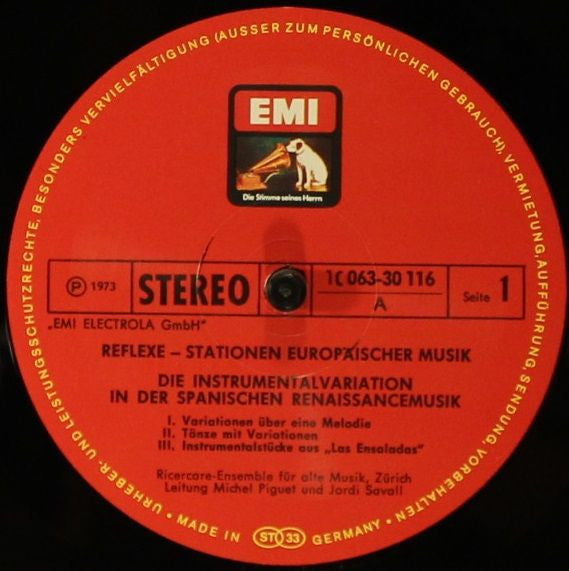 URHEBER- UND LEISTUNGSSCHUTZRECHTE, BESONDERS VERVIELFÄLTIGUNG (AUSSER ZUM PERSÖNLICHEN GEBRAUCH), VERMIETUNG, AUFFÜHRUNG, SENDUNG, VORBEHALTEN •
EMI
Die Stimme seines Herrn
Ⓟ 1973 STEREO 1C 063-30 116 Seite 1
A
„EMI ELECTROLA GmbH“
REFLEXE – STATIONEN EUROPÄISCHER MUSIK
DIE INSTRUMENTALVARIATION
IN DER SPANISCHEN RENAISSANCEMUSIK
I. Variationen über eine Melodie
II. Tänze mit Variationen
III. Instrumentalstücke aus „Las Ensaladas“
Ricercare-Ensemble für alte Musik, Zürich
Leitung Michel Piguet und Jordi Savall
• MADE IN STO 33 GERMANY •